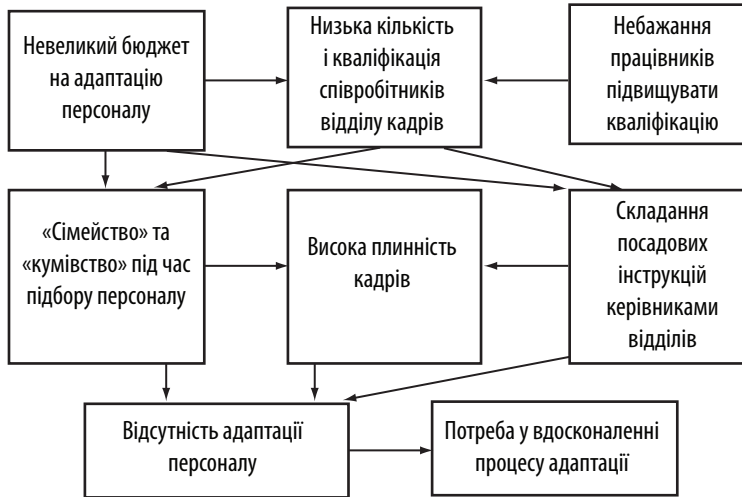 Невеликий бюджет
на адаптацію
персоналу
Низька кількість
і кваліфікація
співробітників
відділу кадрів
Небажання
працівників
підвищувати
кваліфікацію
«Сімейство» та
«кумівство» під час
підбору персоналу
Висока плинність
кадрів
Складання
посадових
інструкцій
керівниками
відділів
Відсутність адаптації
персоналу
Потреба у вдосконаленні
процесу адаптації